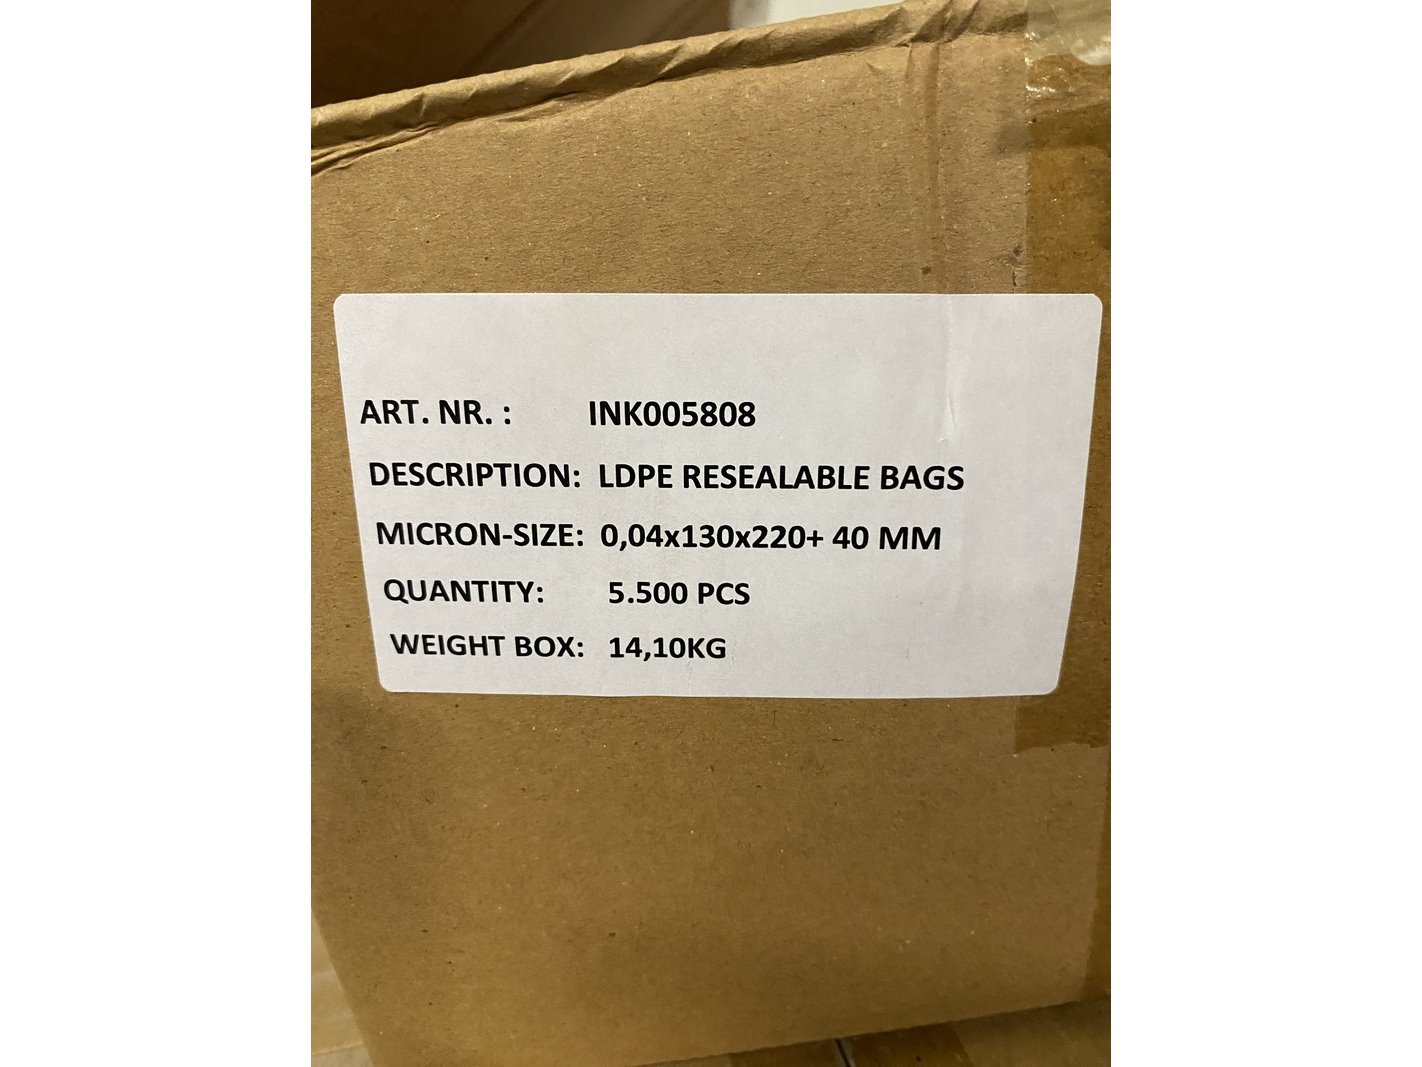 ART. NR. : INK005808
DESCRIPTION: LDPE RESEALABLE BAGS
MICRON-SIZE: 0,04x130x220+ 40 MM
QUANTITY: 5.500 PCS
WEIGHT BOX: 14,10KG